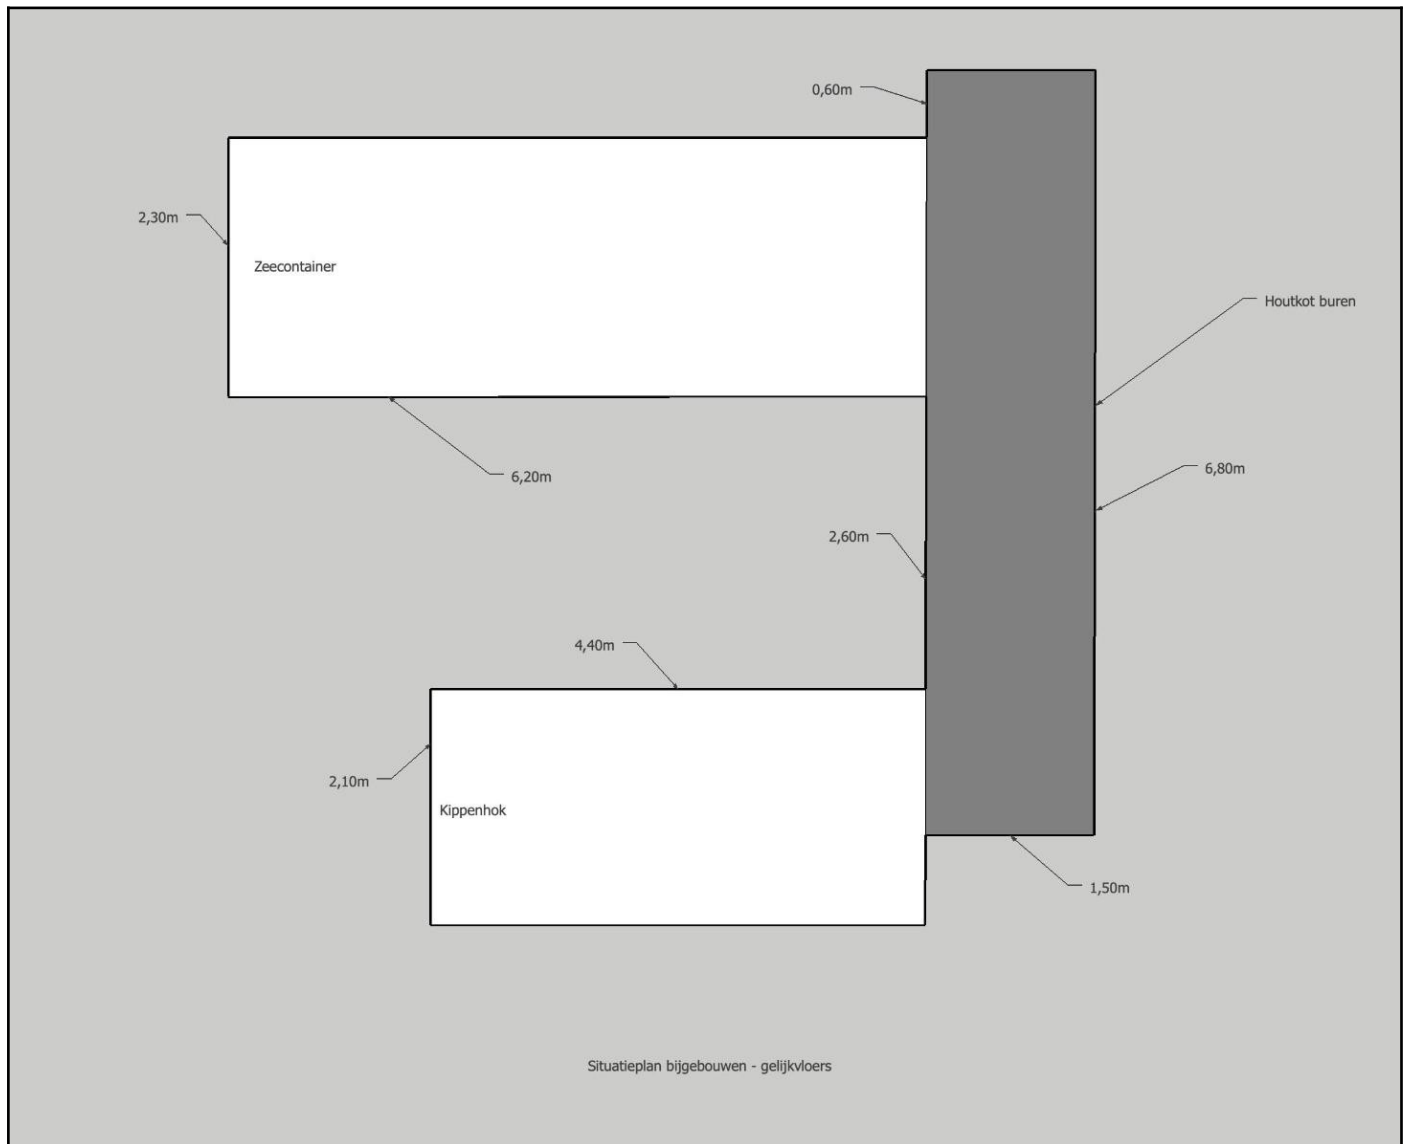 0,60m
2,30m
Zeecontainer
Houtkot buren
6,20m
6,80m
2,60m
4,40m
2,10m
Kippenhok
1,50m
Situatieplan bijgebouwen - gelijkvloers